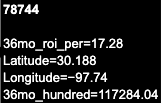 78744
36mo_roi_per=17.28
Latitude=30.188
Longitude=−97.74
36mo_hundred=117284.04